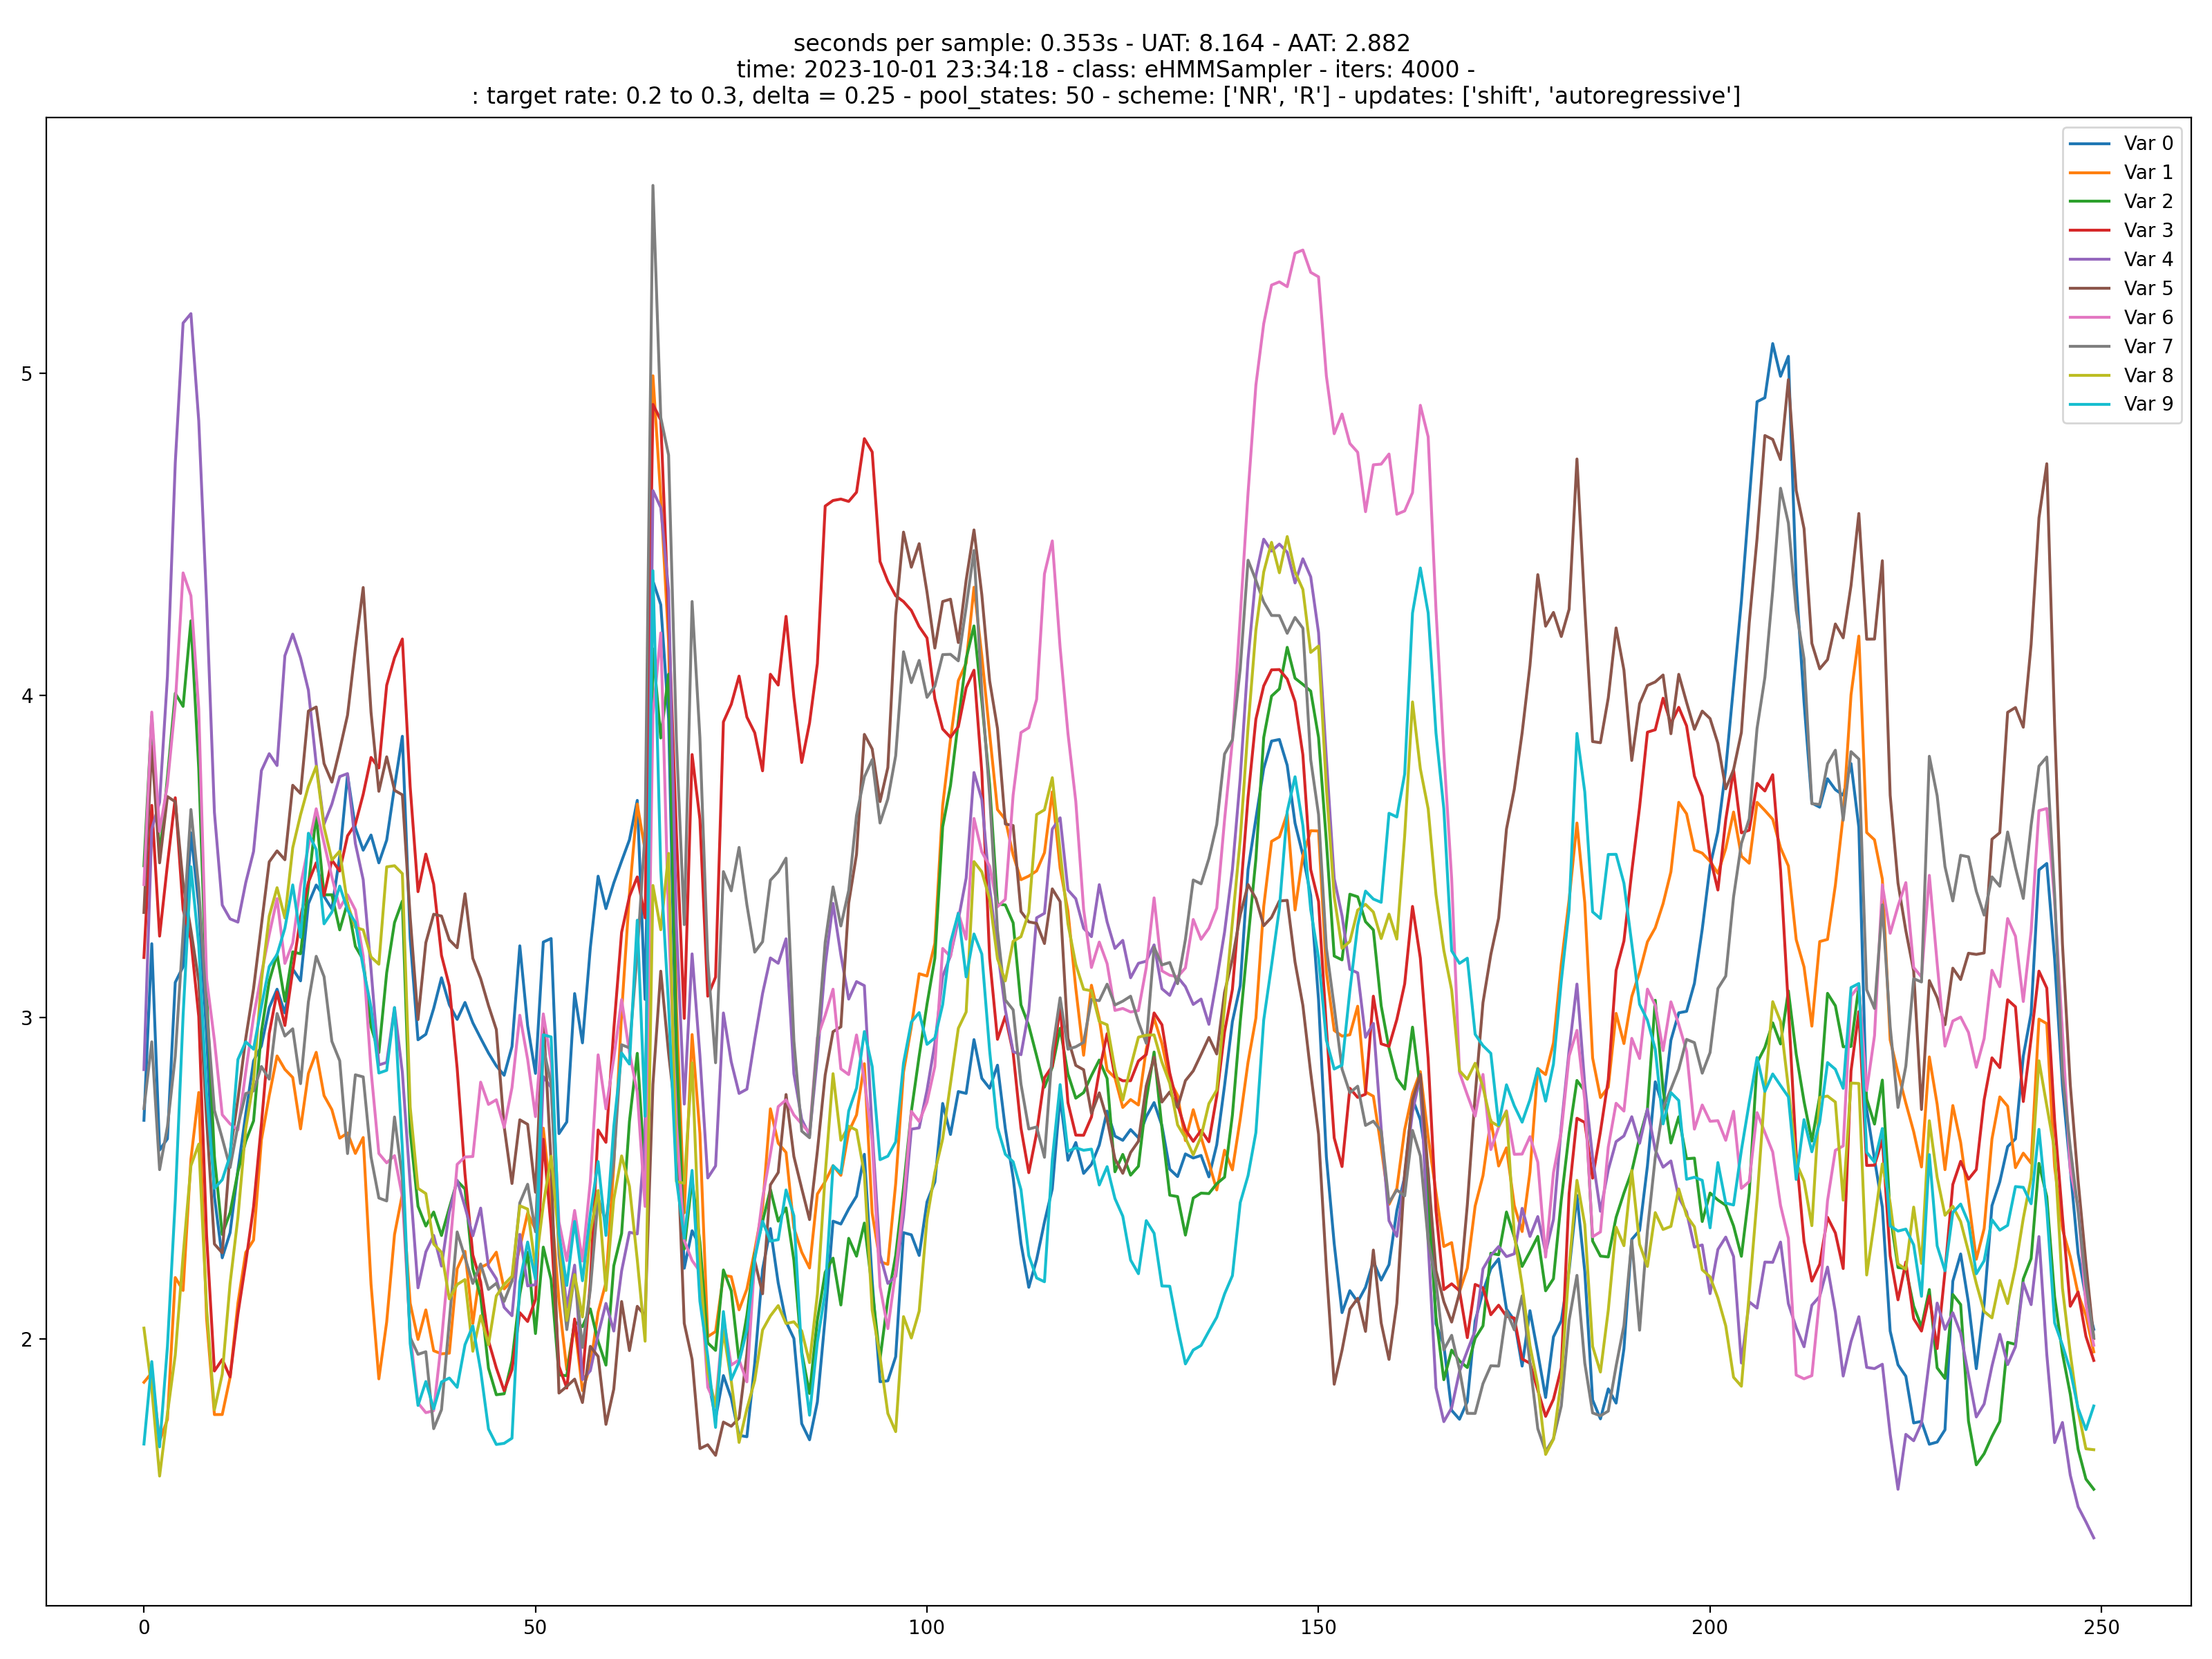 seconds per sample: 0.353s - UAT: 8.164 - AAT: 2.882
time: 2023-10-01 23:34:18 - class: eHMMSampler - iters: 4000 -
: target rate: 0.2 to 0.3, delta = 0.25 - pool_states: 50 - scheme: ['NR', 'R'] - updates: ['shift', 'autoregressive']
Var 0
Var 1
Var 2
Var 3
Var 4
Var 5
Var 6
Var 7
Var 8
Var 9
5
4
3
2
0
50
100
150
200
250